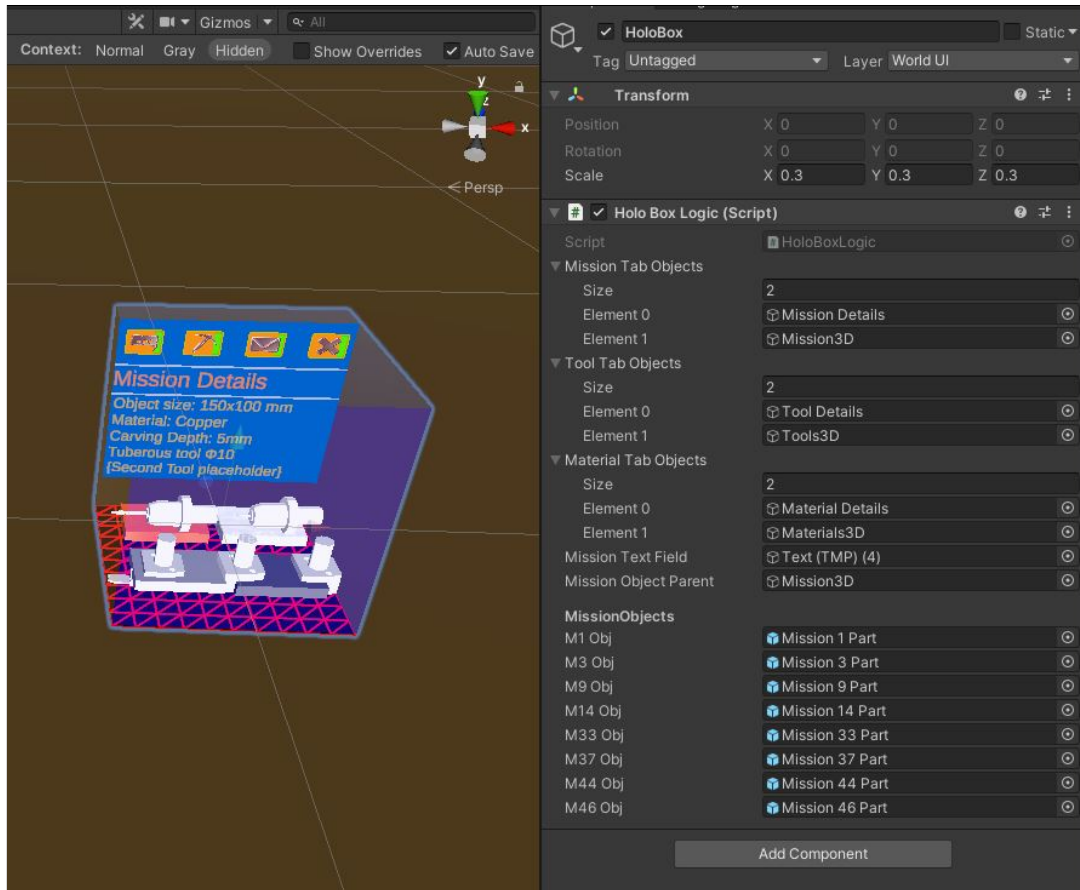 Gizmos All
Context: Normal Gray Hidden Show Overrides Auto Save
y
z
x
Persp
Mission Details
Object size: 150x100 mm
Material: Copper
Carving Depth: 5mm
Tuberous tool Φ10
{Second Tool placeholder}
HoloBox Static
Tag Untagged Layer World UI
Transform
Position X 0 Y 0 Z 0
Rotation X 0 Y 0 Z 0
Scale X 0.3 Y 0.3 Z 0.3
# Holo Box Logic (Script)
Script HoloBoxLogic
Mission Tab Objects
Size 2
Element 0 Mission Details
Element 1 Mission3D
Tool Tab Objects
Size 2
Element 0 Tool Details
Element 1 Tools3D
Material Tab Objects
Size 2
Element 0 Material Details
Element 1 Materials3D
Mission Text Field Text (TMP) (4)
Mission Object Parent Mission3D
MissionObjects
M1 Obj Mission 1 Part
M3 Obj Mission 3 Part
M9 Obj Mission 9 Part
M14 Obj Mission 14 Part
M33 Obj Mission 33 Part
M37 Obj Mission 37 Part
M44 Obj Mission 44 Part
M46 Obj Mission 46 Part
Add Component